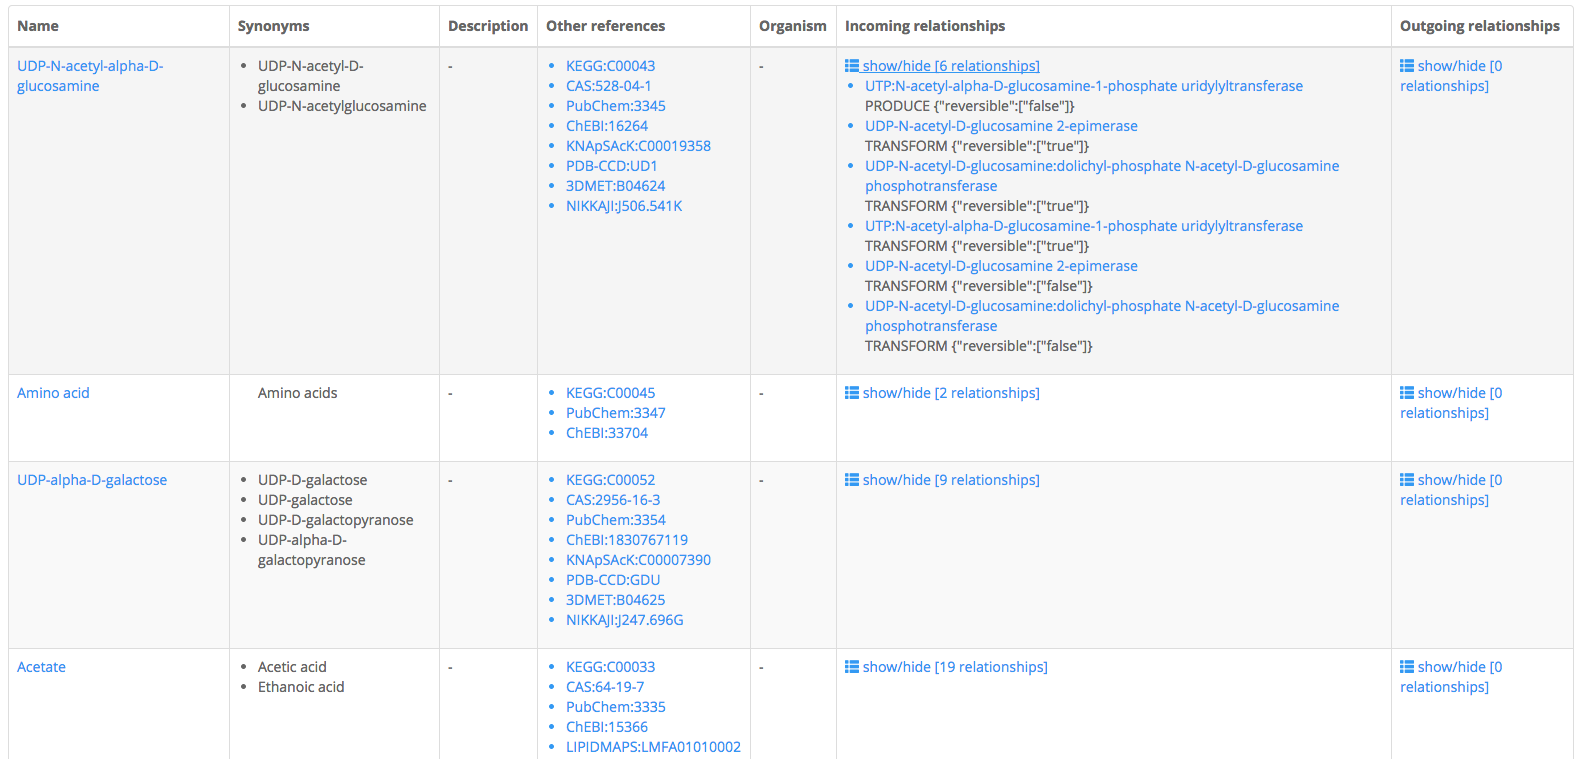 Name Synonyms Description Other references Organism Incoming relationships Outgoing relationships
UDP-N-acetyl-alpha-D-
glucosamine
UDP-N-acetyl-D-
glucosamine
UDP-N-acetylglucosamine
-
KEGG:C00043
CAS:528-04-1
PubChem:3345
ChEBI:16264
KNApSAcK:C00019358
PDB-CCD:UD1
3DMET:B04624
NIKKAJI:J506.541K
-
show/hide [6 relationships]
UTP:N-acetyl-alpha-D-glucosamine-1-phosphate uridylyltransferase
PRODUCE {"reversible":["false"]}
UDP-N-acetyl-D-glucosamine 2-epimerase
TRANSFORM {"reversible":["true"]}
UDP-N-acetyl-D-glucosamine:dolichyl-phosphate N-acetyl-D-glucosamine
phosphotransferase
TRANSFORM {"reversible":["true"]}
UTP:N-acetyl-alpha-D-glucosamine-1-phosphate uridylyltransferase
TRANSFORM {"reversible":["true"]}
UDP-N-acetyl-D-glucosamine 2-epimerase
TRANSFORM {"reversible":["false"]}
UDP-N-acetyl-D-glucosamine:dolichyl-phosphate N-acetyl-D-glucosamine
phosphotransferase
TRANSFORM {"reversible":["false"]}
show/hide [0
relationships]
Amino acid
Amino acids
-
KEGG:C00045
PubChem:3347
ChEBI:33704
-
show/hide [2 relationships]
show/hide [0
relationships]
UDP-alpha-D-galactose
UDP-D-galactose
UDP-galactose
UDP-D-galactopyranose
UDP-alpha-D-
galactopyranose
-
KEGG:C00052
CAS:2956-16-3
PubChem:3354
ChEBI:1830767119
KNApSAcK:C00007390
PDB-CCD:GDU
3DMET:B04625
NIKKAJI:J247.696G
-
show/hide [9 relationships]
show/hide [0
relationships]
Acetate
Acetic acid
Ethanoic acid
-
KEGG:C00033
CAS:64-19-7
PubChem:3335
ChEBI:15366
LIPIDMAPS:LMFA01010002
-
show/hide [19 relationships]
show/hide [0
relationships]